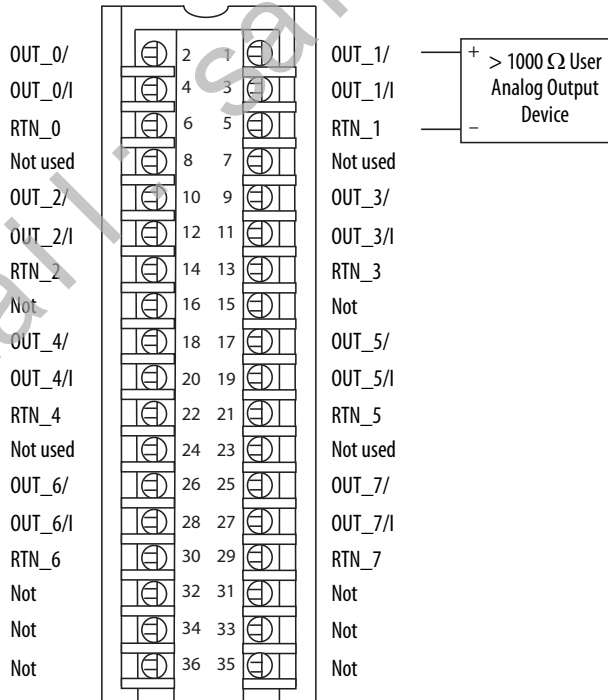 OUT_0/ 2 1 OUT_1/ + > 1000 Ω User
OUT_0/I 4 3 OUT_1/I Analog Output
RTN_0 6 5 RTN_1 – Device
Not used 8 7 Not used
OUT_2/ 10 9 OUT_3/
OUT_2/I 12 11 OUT_3/I
RTN_2 14 13 RTN_3
Not 16 15 Not
OUT_4/ 18 17 OUT_5/
OUT_4/I 20 19 OUT_5/I
RTN_4 22 21 RTN_5
Not used 24 23 Not used
OUT_6/ 26 25 OUT_7/
OUT_6/I 28 27 OUT_7/I
RTN_6 30 29 RTN_7
Not 32 31 Not
Not 34 33 Not
Not 36 35 Not